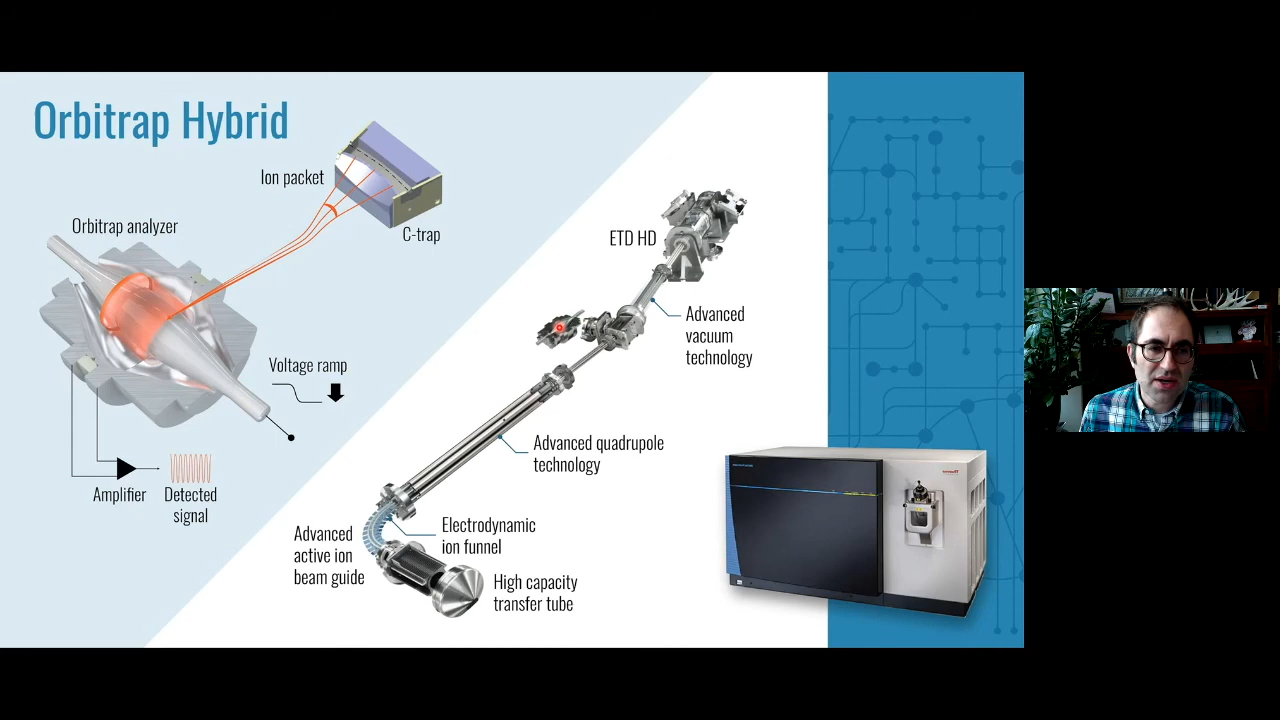 Orbitrap Hybrid
Ion packet
Orbitrap analyzer
C-trap
ETD HD
Advanced
vacuum
technology
Voltage ramp
Advanced quadrupole
technology
Amplifier
Detected
signal
Advanced
active ion
beam guide
Electrodynamic
ion funnel
High capacity
transfer tube